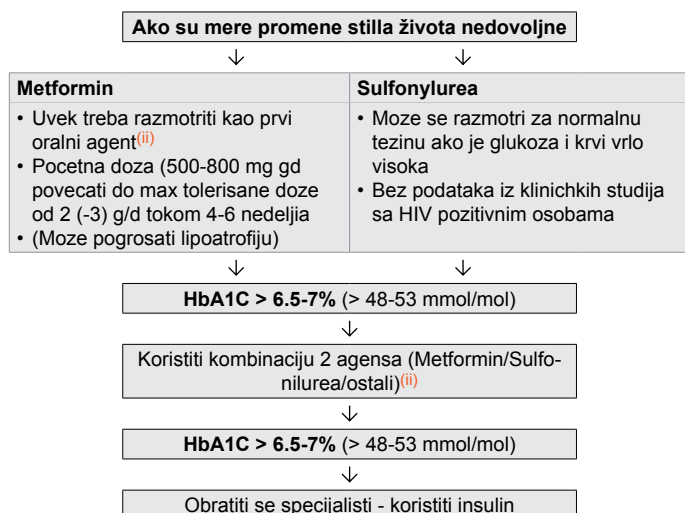 Ako su mere promene stilla života nedovoljne
Metformin
• Uvek treba razmotriti kao prvi
oralni agent(ii)
• Pocetna doza (500-800 mg gd
povecati do max tolerisane doze
od 2 (-3) g/d tokom 4-6 nedeljia
• (Moze pogrosati lipoatrofiju)
Sulfonylurea
• Moze se razmotri za normalnu
tezinu ako je glukoza i krvi vrlo
visoka
• Bez podataka iz klinichkih studija
sa HIV pozitivnim osobama
HbA1C > 6.5-7% (> 48-53 mmol/mol)
Koristiti kombinaciju 2 agensa (Metformin/Sulfo-
nilurea/ostali)(ii)
HbA1C > 6.5-7% (> 48-53 mmol/mol)
Obratiti se specijalisti - koristiti insulin